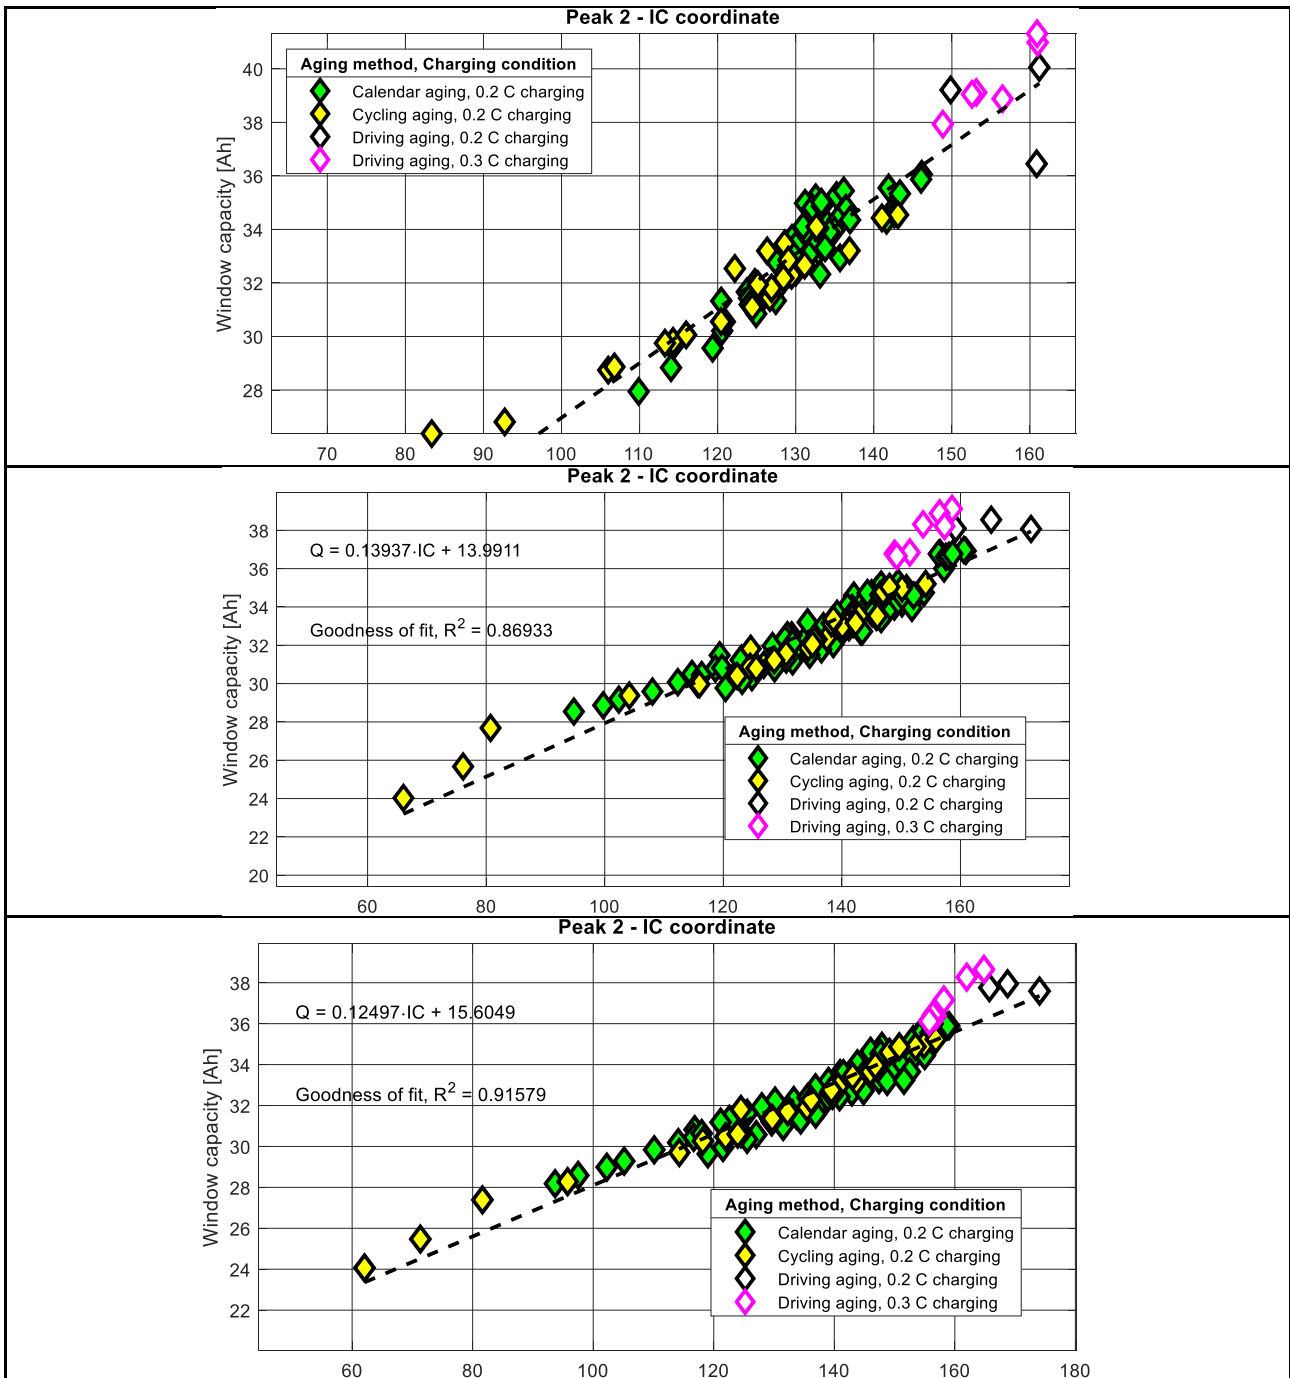 Peak 2 - IC coordinate
Aging method, Charging condition
Calendar aging, 0.2 C charging
Cycling aging, 0.2 C charging
Driving aging, 0.2 C charging
Driving aging, 0.3 C charging
Window capacity [Ah]
40
38
36
34
32
30
28
70 80 90 100 110 120 130 140 150 160
Peak 2 - IC coordinate
Q = 0.13937·IC + 13.9911
Goodness of fit, R² = 0.86933
Window capacity [Ah]
38
36
34
32
30
28
26
24
22
20
Aging method, Charging condition
Calendar aging, 0.2 C charging
Cycling aging, 0.2 C charging
Driving aging, 0.2 C charging
Driving aging, 0.3 C charging
60 80 100 120 140 160
Peak 2 - IC coordinate
Q = 0.12497·IC + 15.6049
Goodness of fit, R² = 0.91579
Window capacity [Ah]
38
36
34
32
30
28
26
24
22
Aging method, Charging condition
Calendar aging, 0.2 C charging
Cycling aging, 0.2 C charging
Driving aging, 0.2 C charging
Driving aging, 0.3 C charging
60 80 100 120 140 160 180